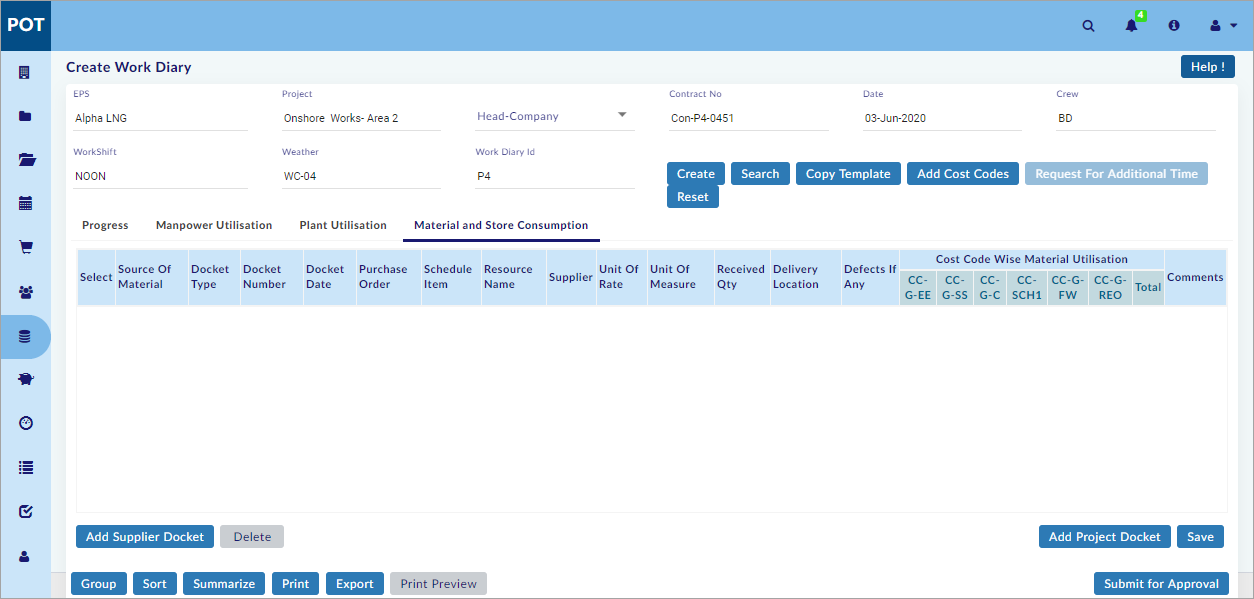 POT
4
Create Work Diary
Help !
EPS
Project
Contract No
Date
Crew
Alpha LNG
Onshore Works- Area 2
Head-Company
Con-P4-0451
03-Jun-2020
BD
WorkShift
Weather
Work Diary Id
NOON
WC-04
P4
Create
Search
Copy Template
Add Cost Codes
Request For Additional Time
Reset
Progress
Manpower Utilisation
Plant Utilisation
Material and Store Consumption
Select
Source Of
Material
Docket
Type
Docket
Number
Docket
Date
Purchase
Order
Schedule
Item
Resource
Name
Supplier
Unit Of
Rate
Unit Of
Measure
Received
Qty
Delivery
Location
Defects If
Any
Cost Code Wise Material Utilisation
CC-
G-EE
CC-
G-SS
CC-
G-C
CC-
SCH1
CC-G-
FW
CC-G-
REO
Total
Comments
Add Supplier Docket
Delete
Add Project Docket
Save
Group
Sort
Summarize
Print
Export
Print Preview
Submit for Approval